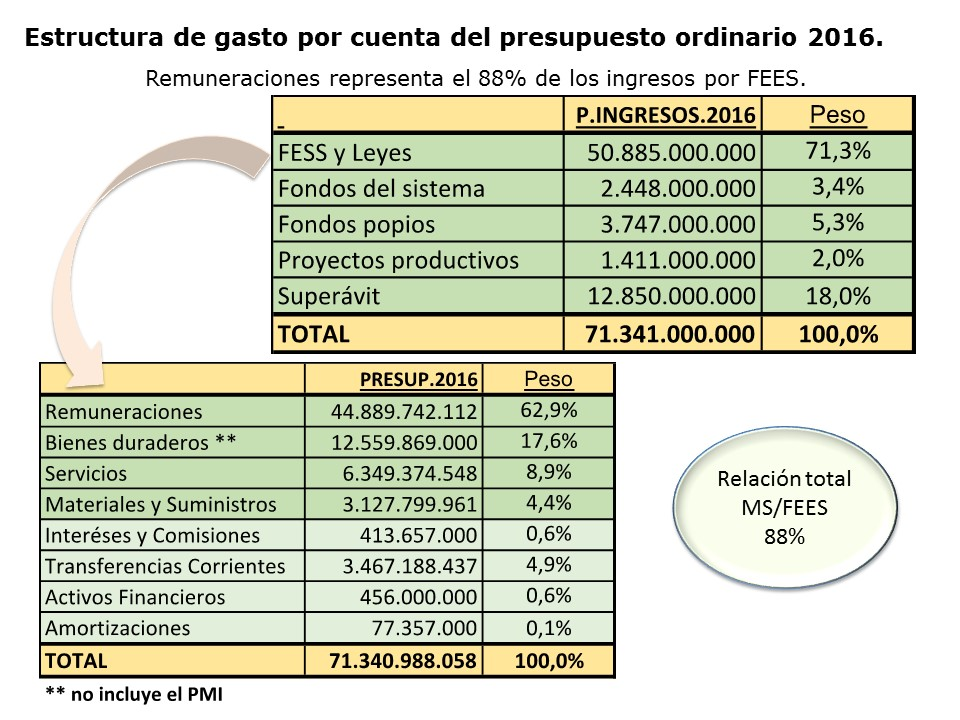 Estructura de gasto por cuenta del presupuesto ordinario 2016.
Remuneraciones representa el 88% de los ingresos por FEES.
P.INGRESOS.2016 Peso
FESS y Leyes 50.885.000.000 71,3%
Fondos del sistema 2.448.000.000 3,4%
Fondos popios 3.747.000.000 5,3%
Proyectos productivos 1.411.000.000 2,0%
Superávit 12.850.000.000 18,0%
TOTAL 71.341.000.000 100,0%
PRESUP.2016 Peso
Remuneraciones 44.889.742.112 62,9%
Bienes duraderos ** 12.559.869.000 17,6%
Servicios 6.349.374.548 8,9%
Materiales y Suministros 3.127.799.961 4,4%
Interéses y Comisiones 413.657.000 0,6%
Transferencias Corrientes 3.467.188.437 4,9%
Activos Financieros 456.000.000 0,6%
Amortizaciones 77.357.000 0,1%
TOTAL 71.340.988.058 100,0%
** no incluye el PMI
Relación total
MS/FEES
88%